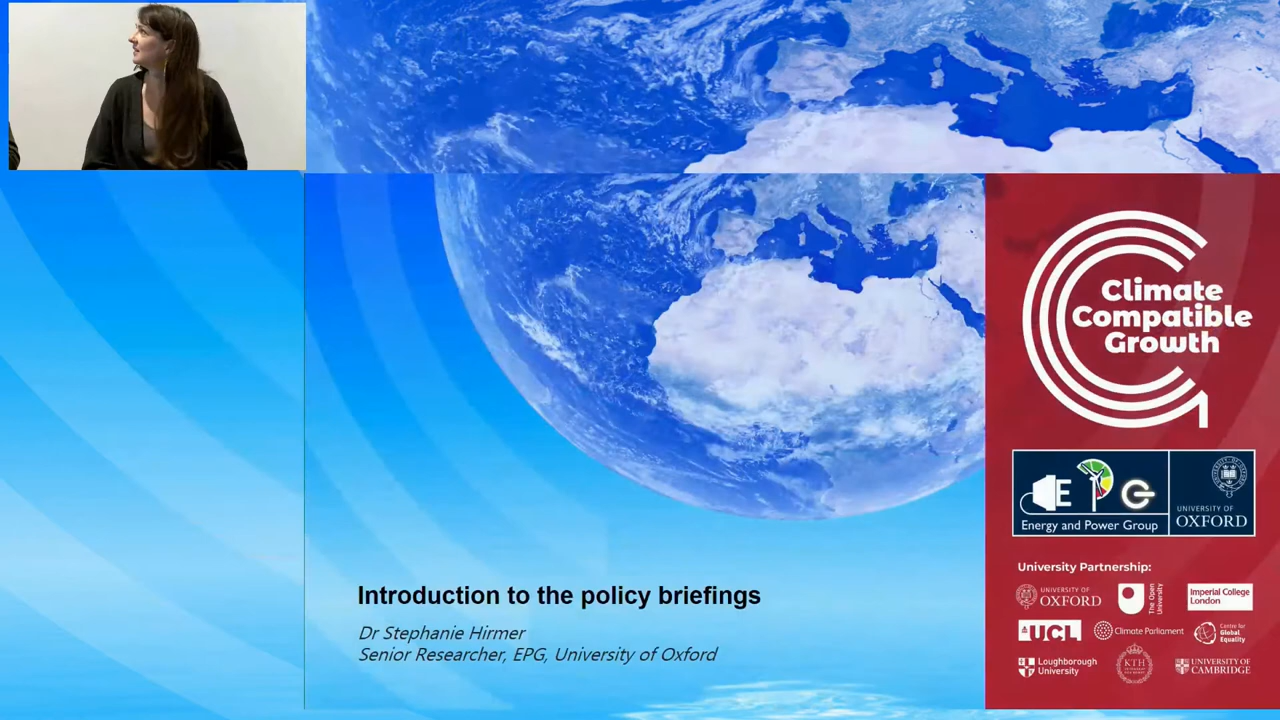 Climate
Compatible
Growth
E P G
Energy and Power Group
UNIVERSITY OF
OXFORD
University Partnership:
UNIVERSITY OF
OXFORD
The Open
University
Imperial College
London
UCL
Climate Parliament
Centre for
Global
Equality
Loughborough
University
KTH
UNIVERSITY OF
CAMBRIDGE
Introduction to the policy briefings
Dr Stephanie Hirmer
Senior Researcher, EPG, University of Oxford